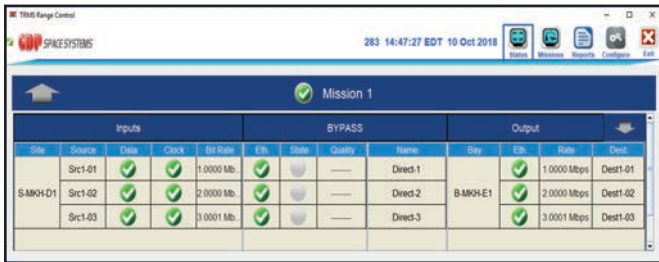 TRMS Range Control
GDP SPACE SYSTEMS
283 14:47:27 EDT 10 Oct 2018
Status Missions Reports Configure Exit
Mission 1
Inputs BYPASS Output
Site Source Data Clock Bit Rate Eth. State Quality Name Bay Eth. Rate Dest.
Src1-01 1.0000 Mb... ------ Direct-1 1.0000 Mbps Dest1-01
S-MKH-D1 Src1-02 2.0000 Mb... ------ Direct-2 B-MKH-E1 2.0000 Mbps Dest1-02
Src1-03 3.0001 Mb... ------ Direct-3 3.0001 Mbps Dest1-03